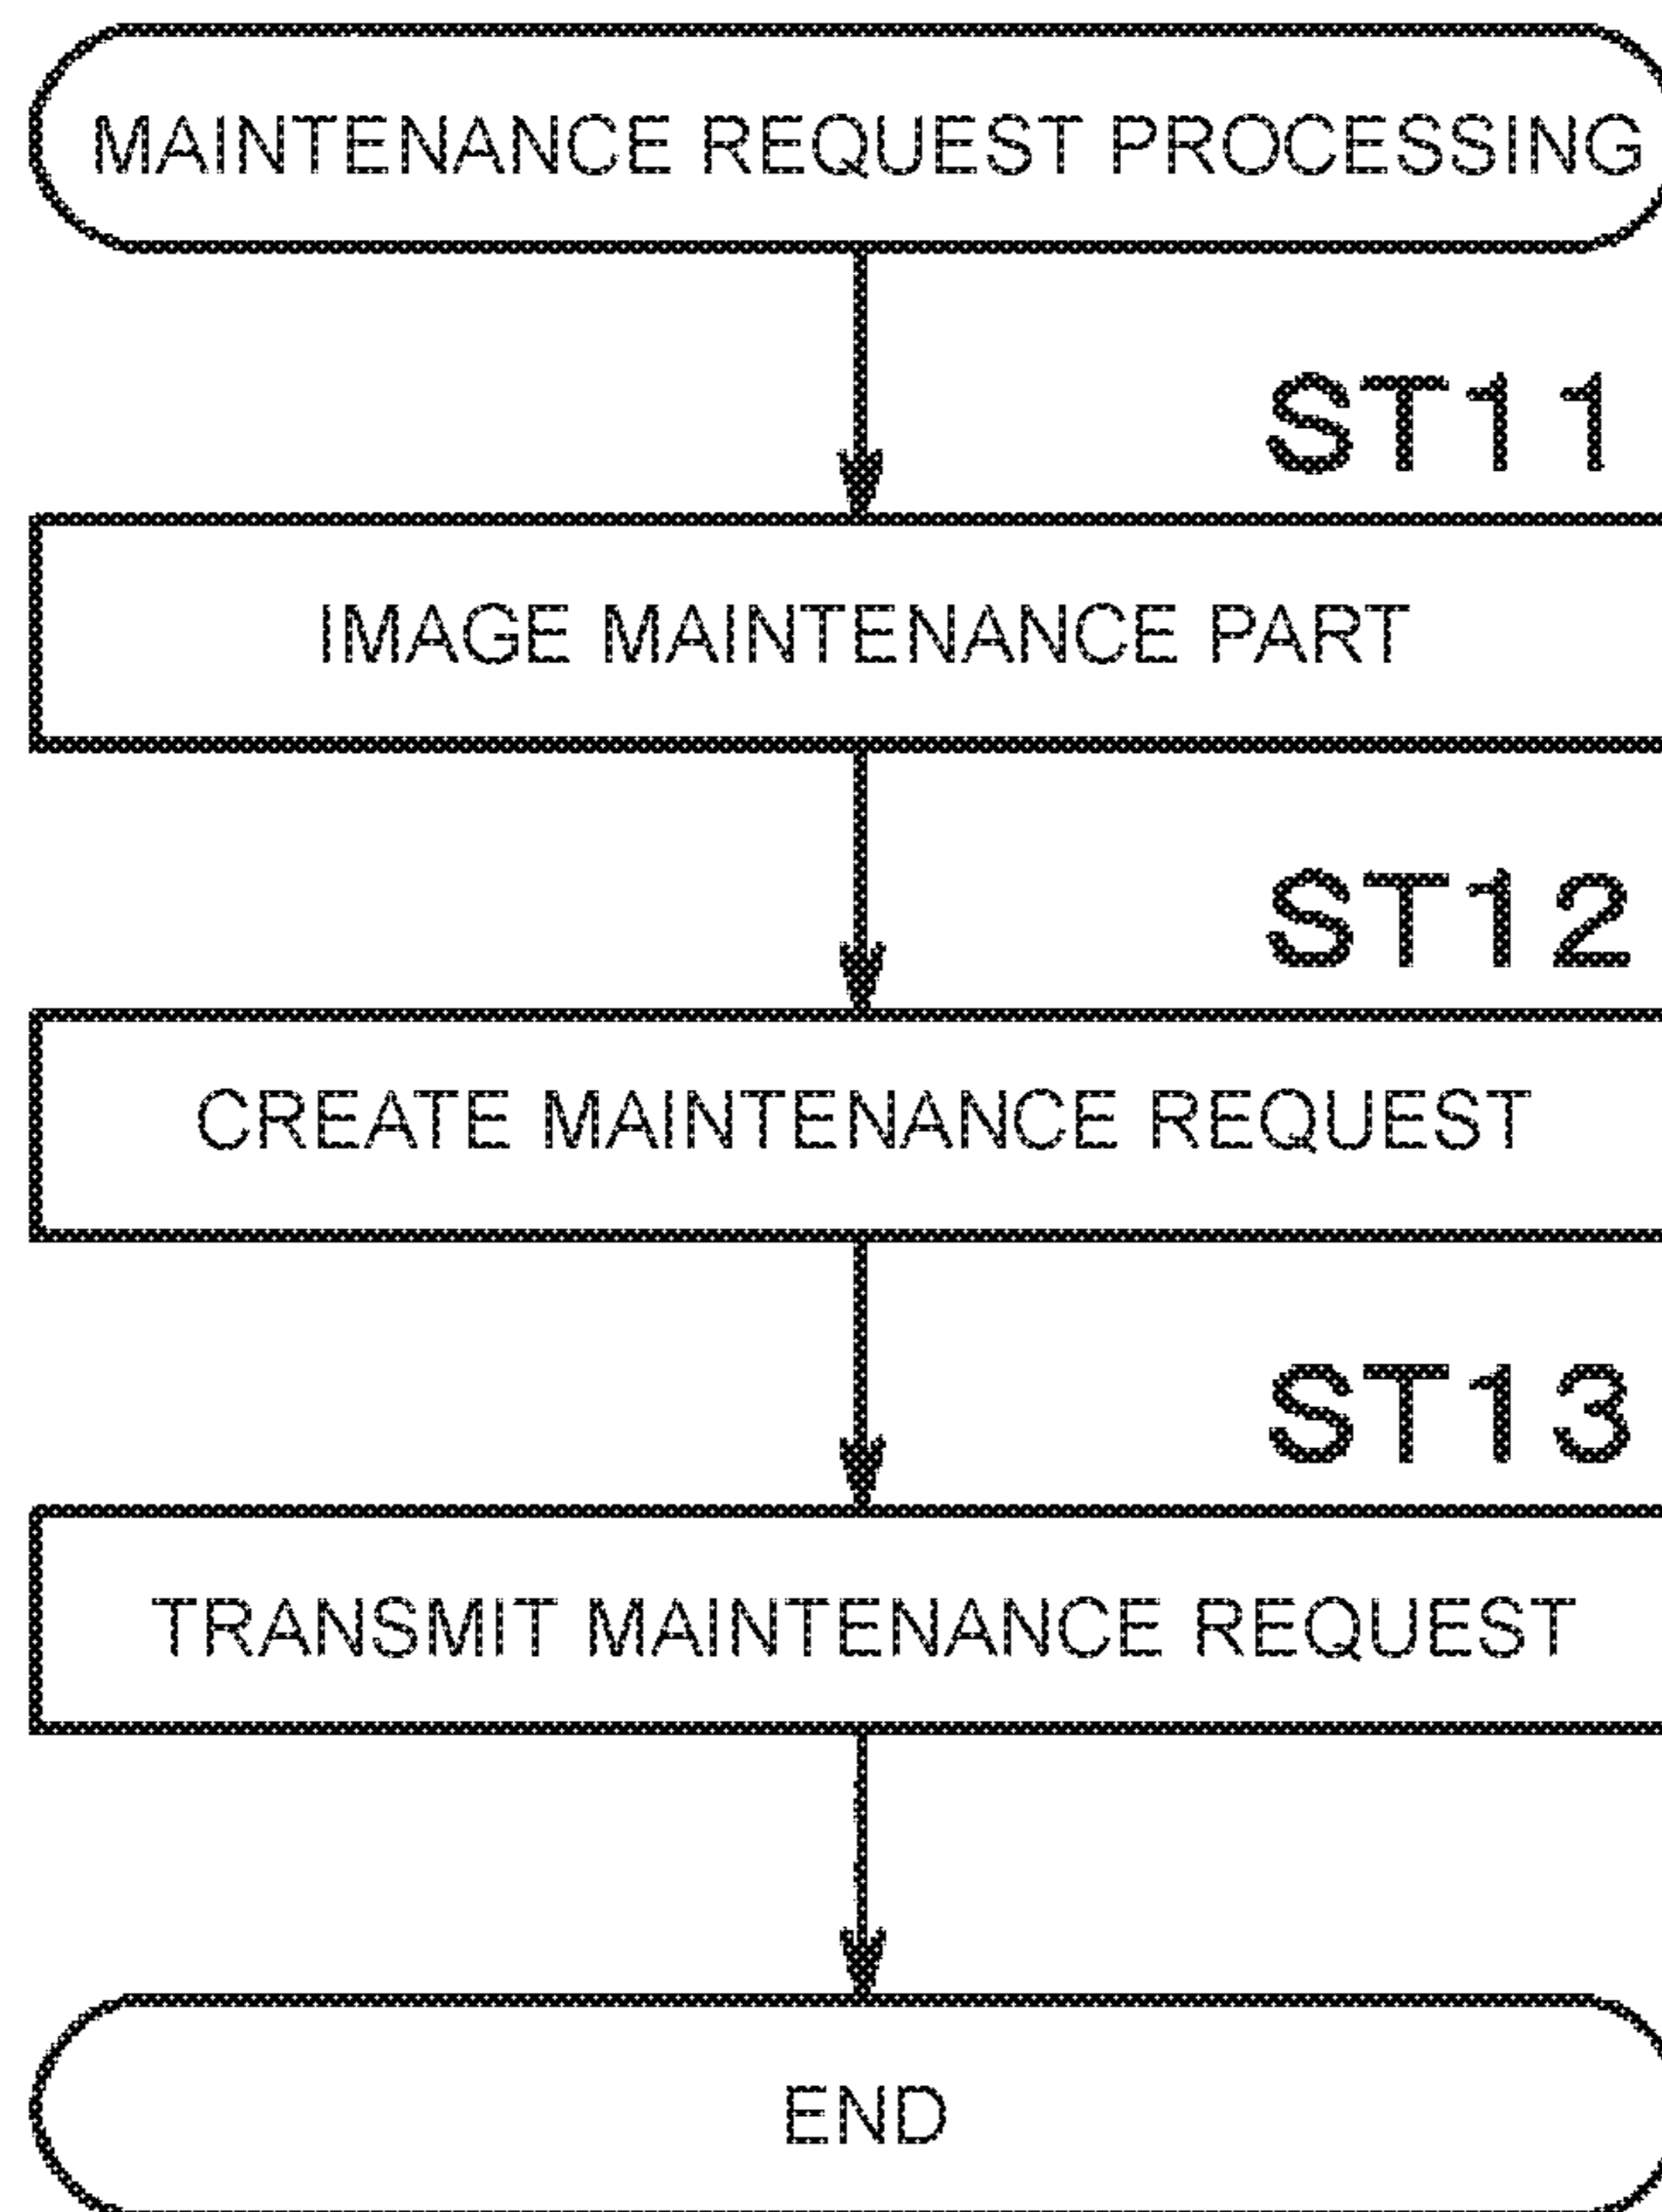 MAINTENANCE REQUEST PROCESSING
ST11
IMAGE MAINTENANCE PART
ST12
CREATE MAINTENANCE REQUEST
ST13
TRANSMIT MAINTENANCE REQUEST
END